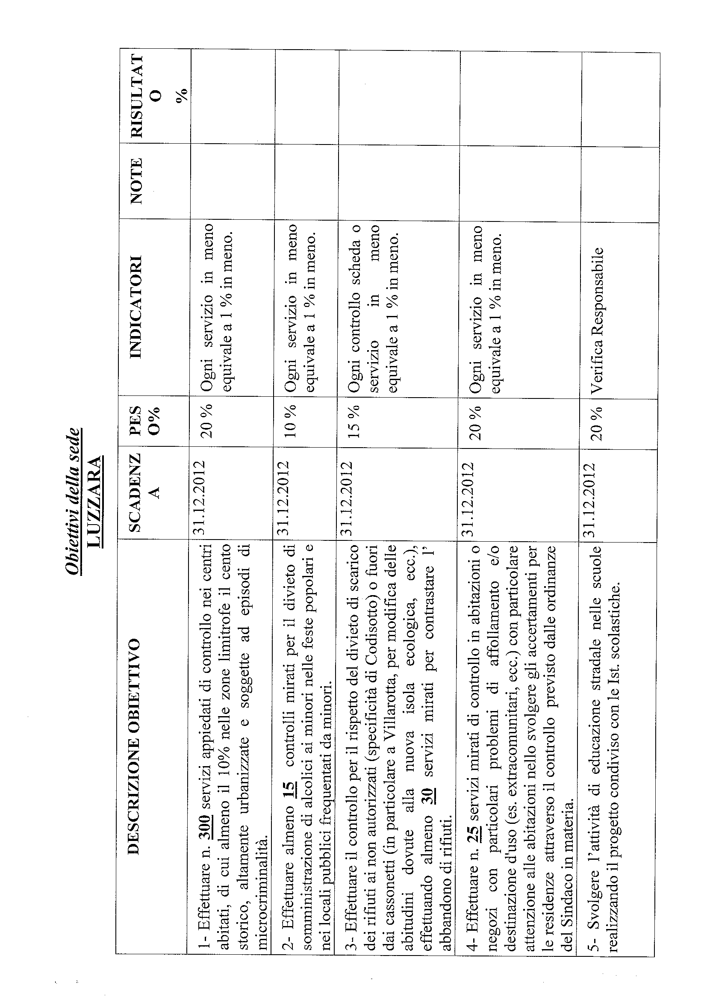 Obiettivi della sede
LUZZARA
DESCRIZIONE OBIETTIVO
SCADENZ
A
PES
O%
INDICATORI
NOTE
RISULTAT
O
%
1- Effettuare n. 300 servizi appiedati di controllo nei centri
abitati, di cui almeno il 10% nelle zone limitrofe il cento
storico, altamente urbanizzate e soggette ad episodi di
microcriminalità.
31.12.2012
20 %
Ogni servizio in meno
equivale a 1 % in meno.
2- Effettuare almeno 15 controlli mirati per il divieto di
somministrazione di alcolici ai minori nelle feste popolari e
nei locali pubblici frequentati da minori.
31.12.2012
10 %
Ogni servizio in meno
equivale a 1 % in meno.
3- Effettuare il controllo per il rispetto del divieto di scarico
dei rifiuti ai non autorizzati (specificità di Codisotto) o fuori
dai cassonetti (in particolare a Villarotta, per modifica delle
abitudini dovute alla nuova isola ecologica, ecc.),
effettuando almeno 30 servizi mirati per contrastare l'
abbandono di rifiuti.
31.12.2012
15 %
Ogni controllo scheda o
servizio in meno
equivale a 1 % in meno.
4- Effettuare n. 25 servizi mirati di controllo in abitazioni o
negozi con particolari problemi di affollamento e/o
destinazione d'uso (es. extracomunitari, ecc.) con particolare
attenzione alle abitazioni nello svolgere gli accertamenti per
le residenze attraverso il controllo previsto dalle ordinanze
del Sindaco in materia.
31.12.2012
20 %
Ogni servizio in meno
equivale a 1 % in meno.
5- Svolgere l'attività di educazione stradale nelle scuole
realizzando il progetto condiviso con le Ist. scolastiche.
31.12.2012
20 %
Verifica Responsabile